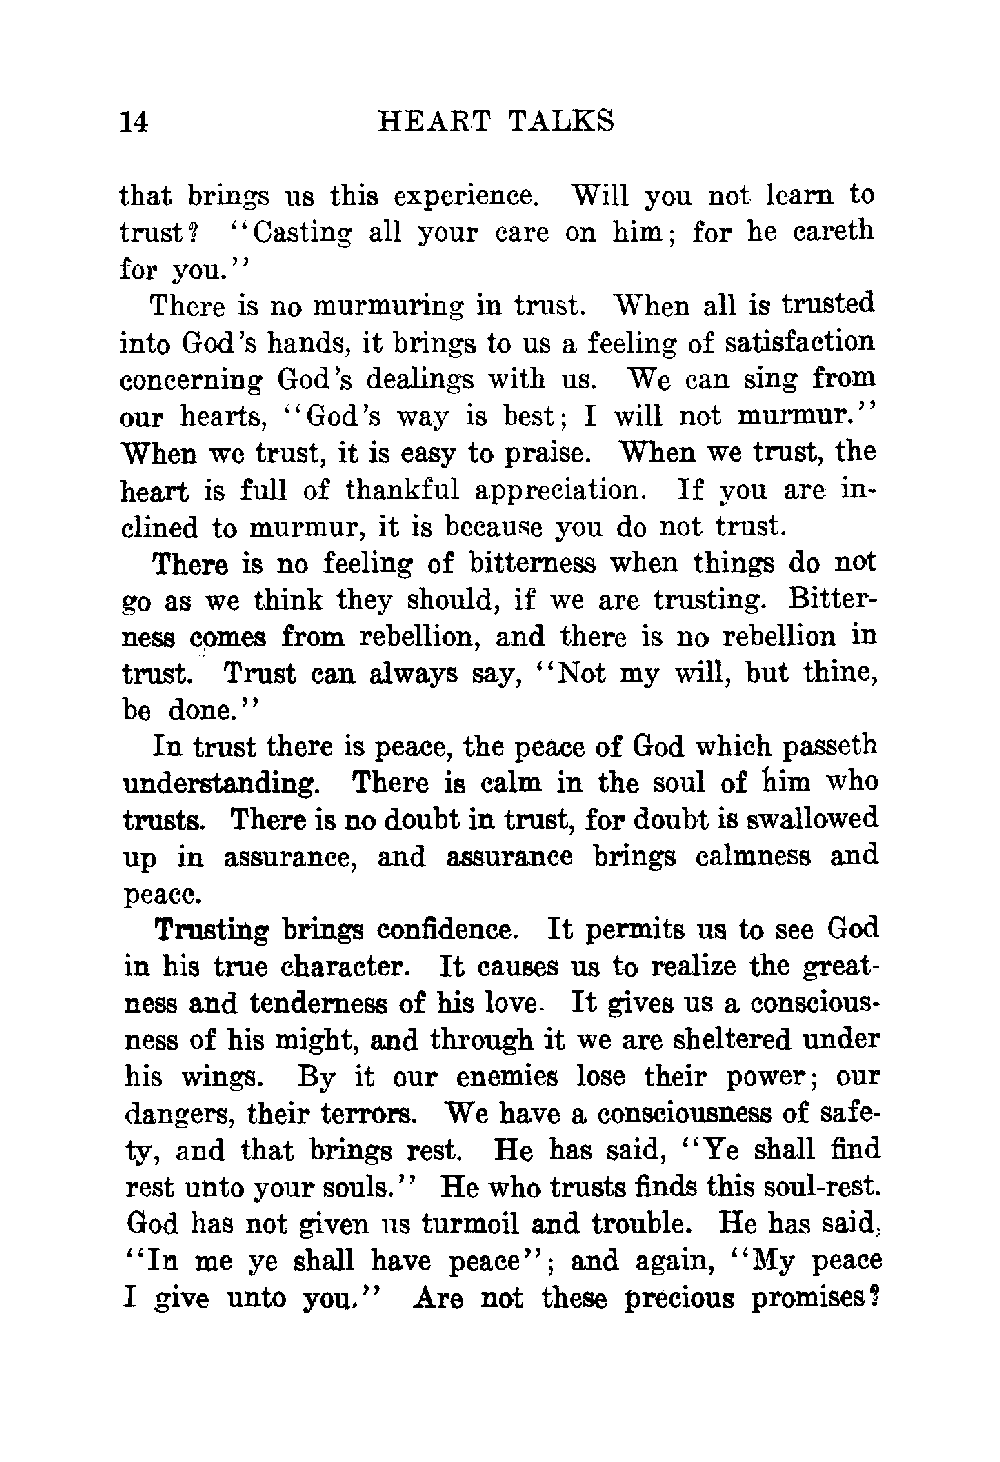 14 HEART TALKS
that brings us this experience. Will you not learn to
trust? "Casting all your care on him; for he careth
for you."
There is no murmuring in trust. When all is trusted
into God's hands, it brings to us a feeling of satisfaction
concerning God's dealings with us. We can sing from
our hearts, "God's way is best; I will not murmur."
When we trust, it is easy to praise. When we trust, the
heart is full of thankful appreciation. If you are in-
clined to murmur, it is because you do not trust.
There is no feeling of bitterness when things do not
go as we think they should, if we are trusting. Bitter-
ness comes from rebellion, and there is no rebellion in
trust. Trust can always say, "Not my will, but thine,
be done."
In trust there is peace, the peace of God which passeth
understanding. There is calm in the soul of him who
trusts. There is no doubt in trust, for doubt is swallowed
up in assurance, and assurance brings calmness and
peace.
Trusting brings confidence. It permits us to see God
in his true character. It causes us to realize the great-
ness and tenderness of his love. It gives us a conscious-
ness of his might, and through it we are sheltered under
his wings. By it our enemies lose their power; our
dangers, their terrors. We have a consciousness of safe-
ty, and that brings rest. He has said, "Ye shall find
rest unto your souls." He who trusts finds this soul-rest.
God has not given us turmoil and trouble. He has said,
"In me ye shall have peace"; and again, "My peace
I give unto you." Are not these precious promises?